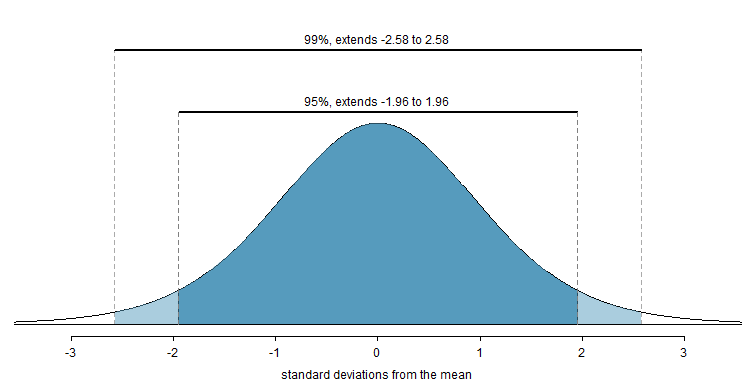 99%, extends -2.58 to 2.58
95%, extends -1.96 to 1.96
-3 -2 -1 0 1 2 3
standard deviations from the mean